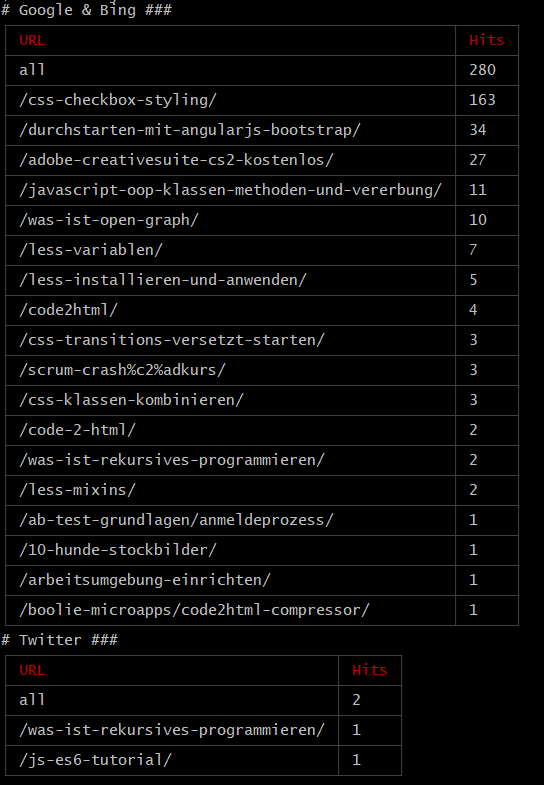 # Google & Bing ###
URL Hits
all 280
/css-checkbox-styling/ 163
/durchstarten-mit-angularjs-bootstrap/ 34
/adobe-creativesuite-cs2-kostenlos/ 27
/javascript-oop-klassen-methoden-und-vererbung/ 11
/was-ist-open-graph/ 10
/less-variablen/ 7
/less-installieren-und-anwenden/ 5
/code2html/ 4
/css-transitions-versetzt-starten/ 3
/scrum-crash%c2%adkurs/ 3
/css-klassen-kombinieren/ 3
/code-2-html/ 2
/was-ist-rekursives-programmieren/ 2
/less-mixins/ 2
/ab-test-grundlagen/anmeldeprozess/ 1
/10-hunde-stockbilder/ 1
/arbeitsumgebung-einrichten/ 1
/boolie-microapps/code2html-compressor/ 1
# Twitter ###
URL Hits
all 2
/was-ist-rekursives-programmieren/ 1
/js-es6-tutorial/ 1